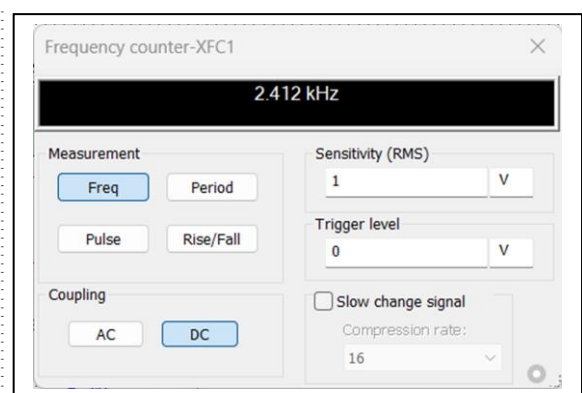 Frequency counter-XFC1
2.412 kHz
Measurement
Freq Period
Pulse Rise/Fall
Coupling
AC DC
Sensitivity (RMS)
1 V
Trigger level
0 V
Slow change signal
Compression rate:
16